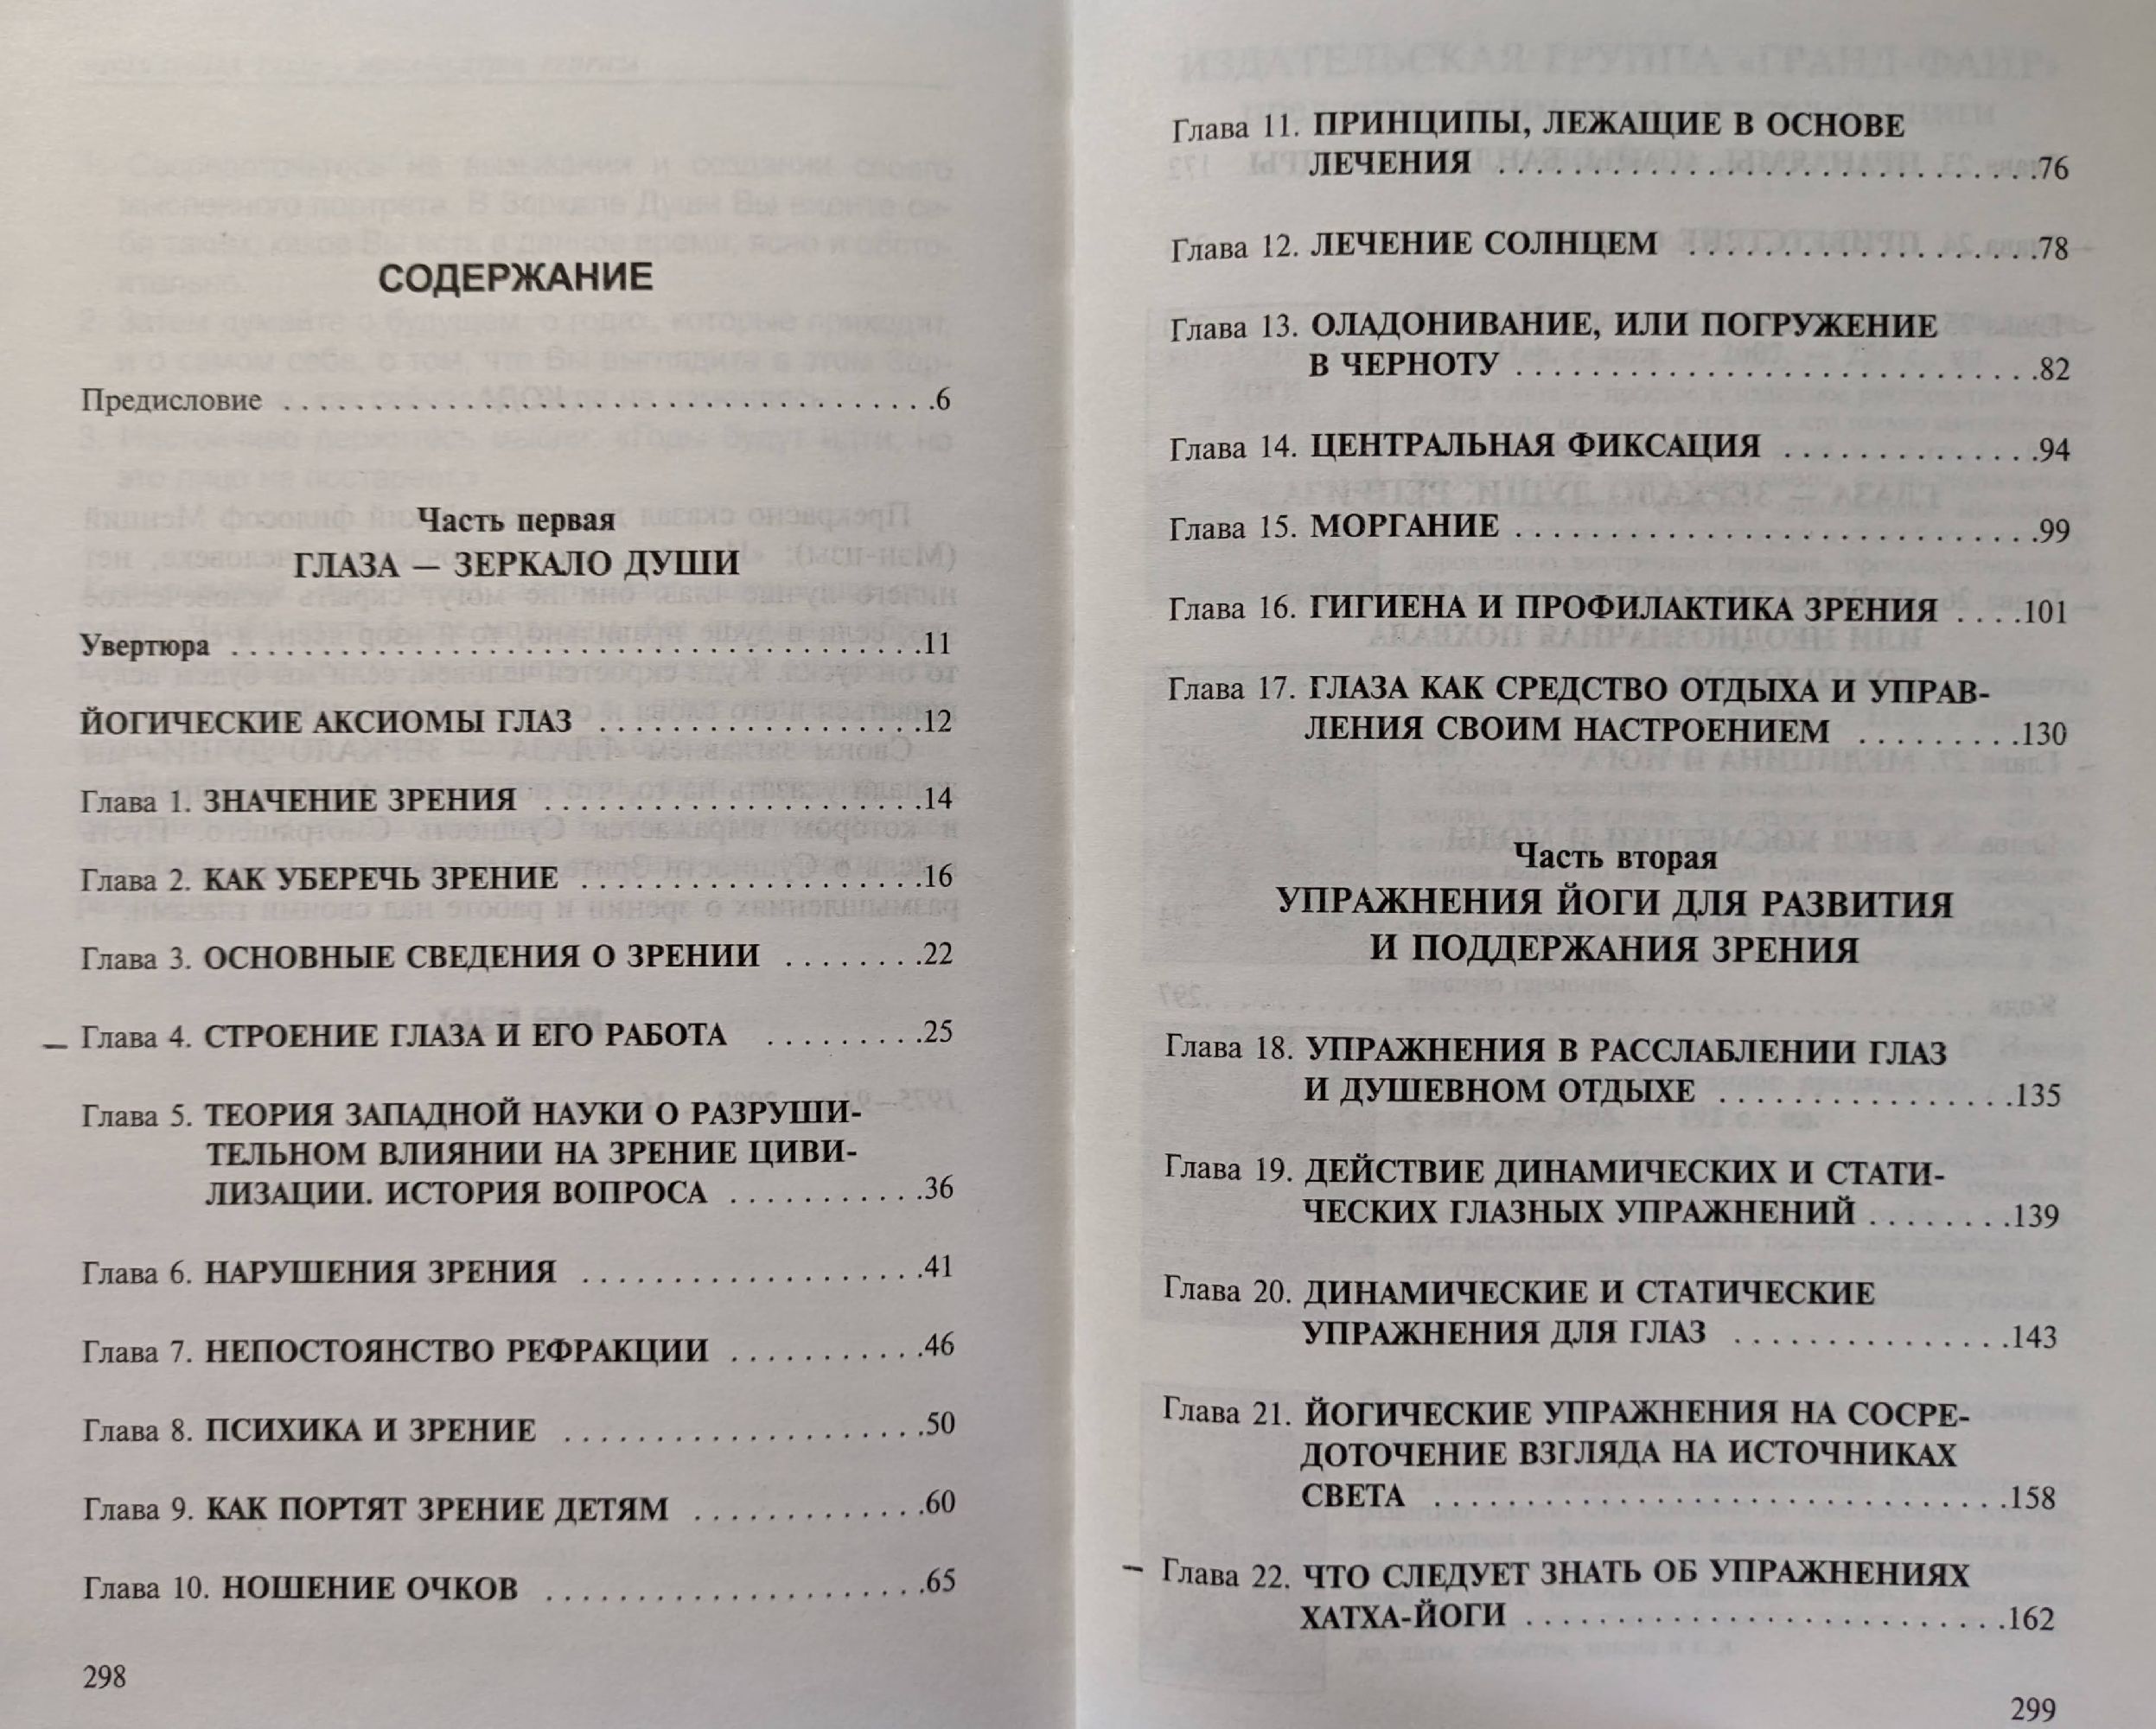 СОДЕРЖАНИЕ
Предисловие ..................................6
Часть первая
ГЛАЗА — ЗЕРКАЛО ДУШИ
Увертюра ....................................11
ЙОГИЧЕСКИЕ АКСИОМЫ ГЛАЗ ..................12
Глава 1. ЗНАЧЕНИЕ ЗРЕНИЯ ....................14
Глава 2. КАК УБЕРЕЧЬ ЗРЕНИЕ ..................16
Глава 3. ОСНОВНЫЕ СВЕДЕНИЯ О ЗРЕНИИ ........22
Глава 4. СТРОЕНИЕ ГЛАЗА И ЕГО РАБОТА .........25
Глава 5. ТЕОРИЯ ЗАПАДНОЙ НАУКИ О РАЗРУШИ-
ТЕЛЬНОМ ВЛИЯНИИ НА ЗРЕНИЕ ЦИВИ-
ЛИЗАЦИИ. ИСТОРИЯ ВОПРОСА ...........36
Глава 6. НАРУШЕНИЯ ЗРЕНИЯ ..................41
Глава 7. НЕПОСТОЯНСТВО РЕФРАКЦИИ ...........46
Глава 8. ПСИХИКА И ЗРЕНИЕ ...................50
Глава 9. КАК ПОРТЯТ ЗРЕНИЕ ДЕТЯМ ............60
Глава 10. НОШЕНИЕ ОЧКОВ ....................65
298
Глава 11. ПРИНЦИПЫ, ЛЕЖАЩИЕ В ОСНОВЕ
ЛЕЧЕНИЯ .............................76
Глава 12. ЛЕЧЕНИЕ СОЛНЦЕМ ...................78
Глава 13. ОЛАДОНИВАНИЕ, ИЛИ ПОГРУЖЕНИЕ
В ЧЕРНОТУ ............................82
Глава 14. ЦЕНТРАЛЬНАЯ ФИКСАЦИЯ ..............94
Глава 15. МОРГАНИЕ ............................99
Глава 16. ГИГИЕНА И ПРОФИЛАКТИКА ЗРЕНИЯ ....101
Глава 17. ГЛАЗА КАК СРЕДСТВО ОТДЫХА И УПРАВ-
ЛЕНИЯ СВОИМ НАСТРОЕНИЕМ .........130
Часть вторая
УПРАЖНЕНИЯ ЙОГИ ДЛЯ РАЗВИТИЯ
И ПОДДЕРЖАНИЯ ЗРЕНИЯ
Глава 18. УПРАЖНЕНИЯ В РАССЛАБЛЕНИИ ГЛАЗ
И ДУШЕВНОМ ОТДЫХЕ ................135
Глава 19. ДЕЙСТВИЕ ДИНАМИЧЕСКИХ И СТАТИ-
ЧЕСКИХ ГЛАЗНЫХ УПРАЖНЕНИЙ ........139
Глава 20. ДИНАМИЧЕСКИЕ И СТАТИЧЕСКИЕ
УПРАЖНЕНИЯ ДЛЯ ГЛАЗ ...............143
Глава 21. ЙОГИЧЕСКИЕ УПРАЖНЕНИЯ НА СОСРЕ-
ДОТОЧЕНИЕ ВЗГЛЯДА НА ИСТОЧНИКАХ
СВЕТА ...............................158
Глава 22. ЧТО СЛЕДУЕТ ЗНАТЬ ОБ УПРАЖНЕНИЯХ
ХАТХА-ЙОГИ .........................162
299